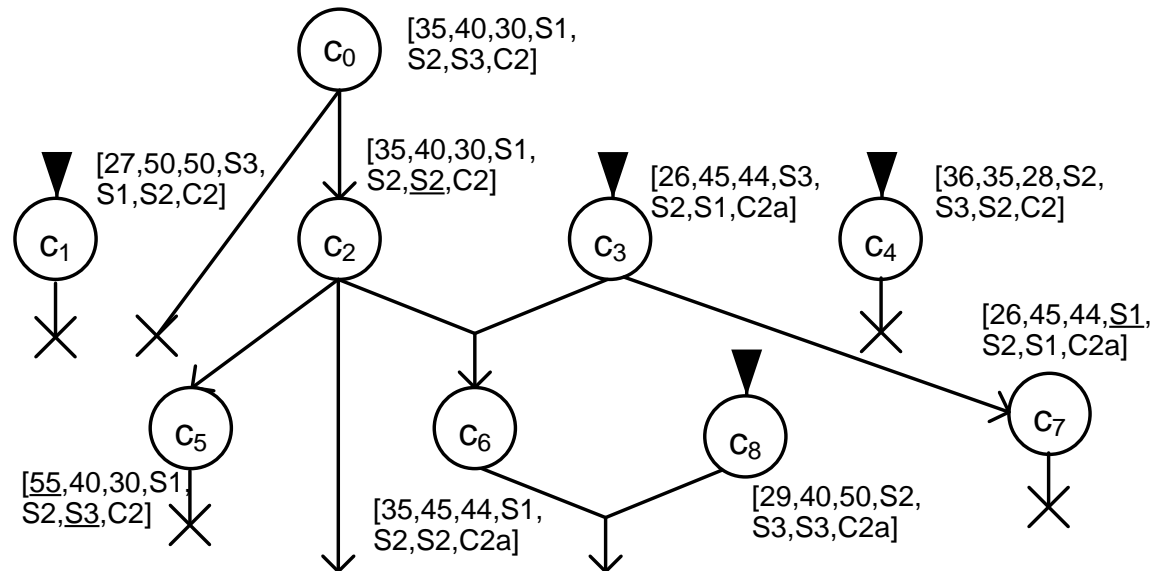 [35,40,30,S1,
S2,S3,C2]
c0
[27,50,50,S3,
S1,S2,C2]
[35,40,30,S1,
S2,S2,C2]
[26,45,44,S3,
S2,S1,C2a]
[36,35,28,S2,
S3,S2,C2]
c1
c2
c3
c4
[26,45,44,S1,
S2,S1,C2a]
c5
c6
c8
c7
[55,40,30,S1,
S2,S3,C2]
[35,45,44,S1,
S2,S2,C2a]
[29,40,50,S2,
S3,S3,C2a]